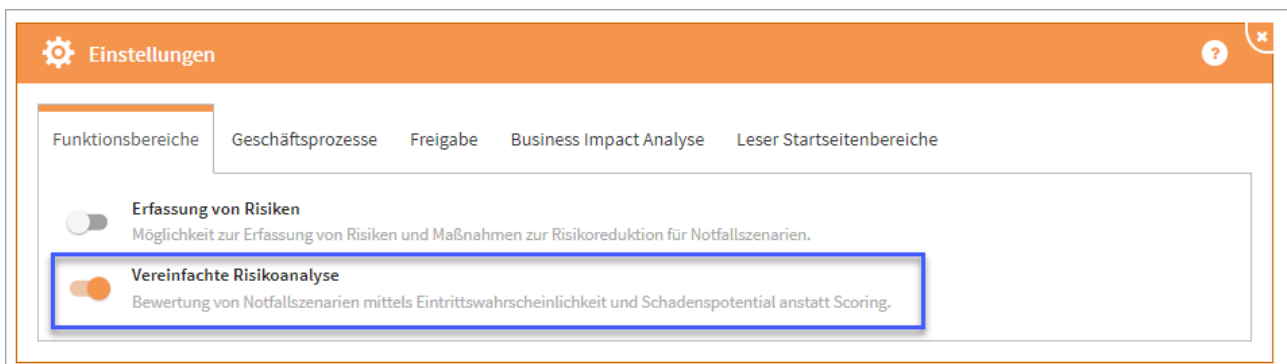 Einstellungen
Funktionsbereiche Geschäftsprozesse Freigabe Business Impact Analyse Leser Startseitenbereiche
Erfassung von Risiken
Möglichkeit zur Erfassung von Risiken und Maßnahmen zur Risikoreduktion für Notfallszenarien.
Vereinfachte Risikoanalyse
Bewertung von Notfallszenarien mittels Eintrittswahrscheinlichkeit und Schadenspotential anstatt Scoring.